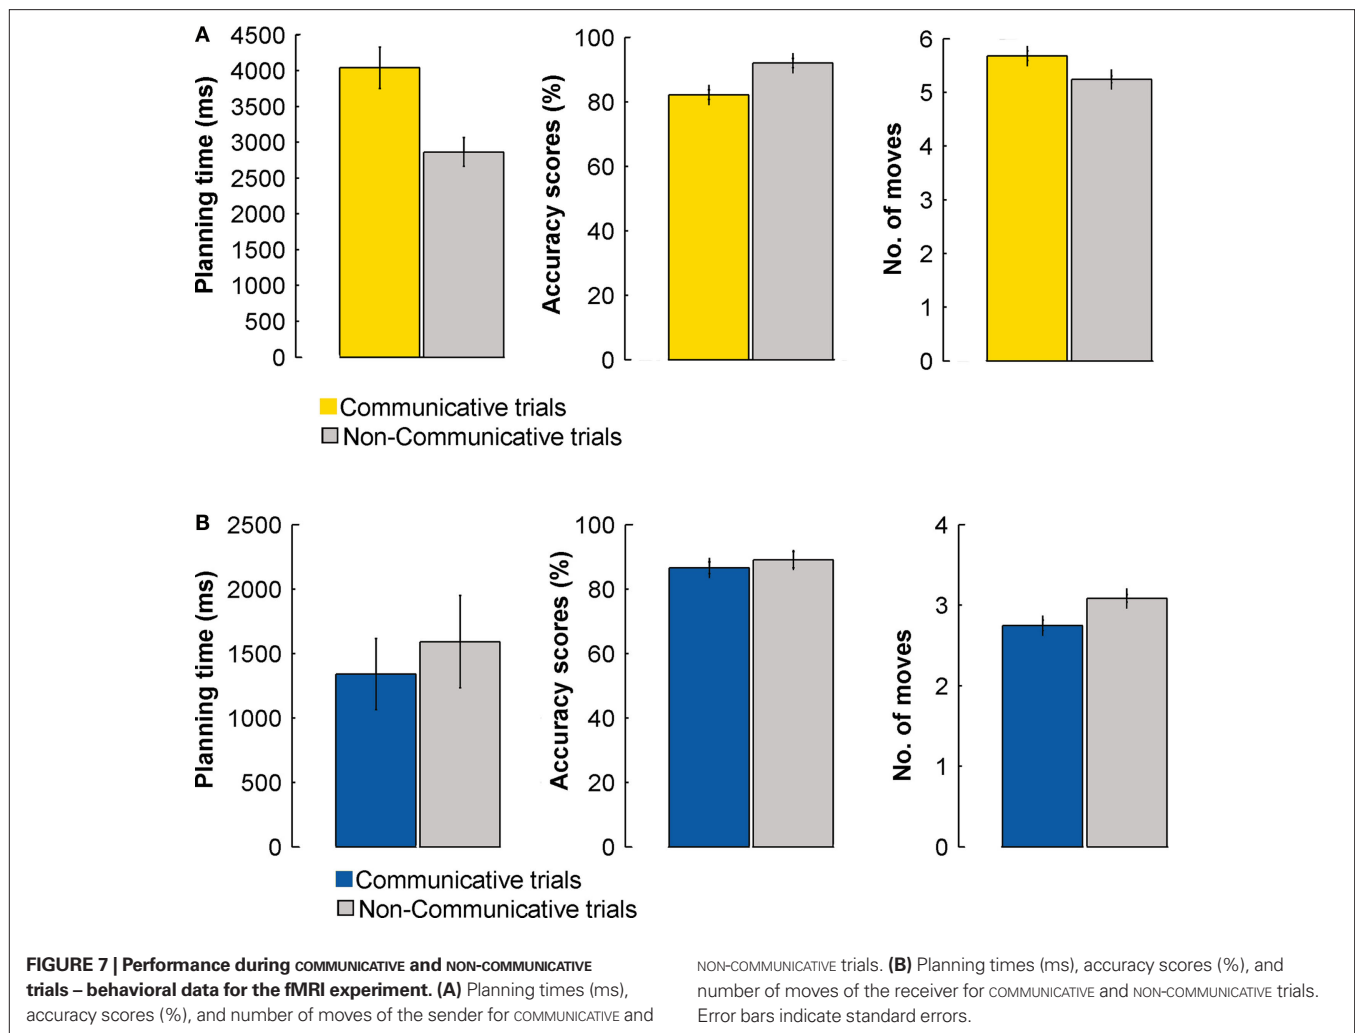 A
Planning time (ms)
4500
4000
3500
3000
2500
2000
1500
1000
500
0
Accuracy scores (%)
100
80
60
40
20
0
No. of moves
6
5
4
3
2
1
0
Communicative trials
Non-Communicative trials
B
Planning time (ms)
2500
2000
1500
1000
500
0
Accuracy scores (%)
100
80
60
40
20
0
No. of moves
4
3
2
1
0
Communicative trials
Non-Communicative trials
FIGURE 7 | Performance during COMMUNICATIVE and NON-COMMUNICATIVE
trials – behavioral data for the fMRI experiment. (A) Planning times (ms),
accuracy scores (%), and number of moves of the sender for COMMUNICATIVE and
NON-COMMUNICATIVE trials. (B) Planning times (ms), accuracy scores (%), and
number of moves of the receiver for COMMUNICATIVE and NON-COMMUNICATIVE trials.
Error bars indicate standard errors.